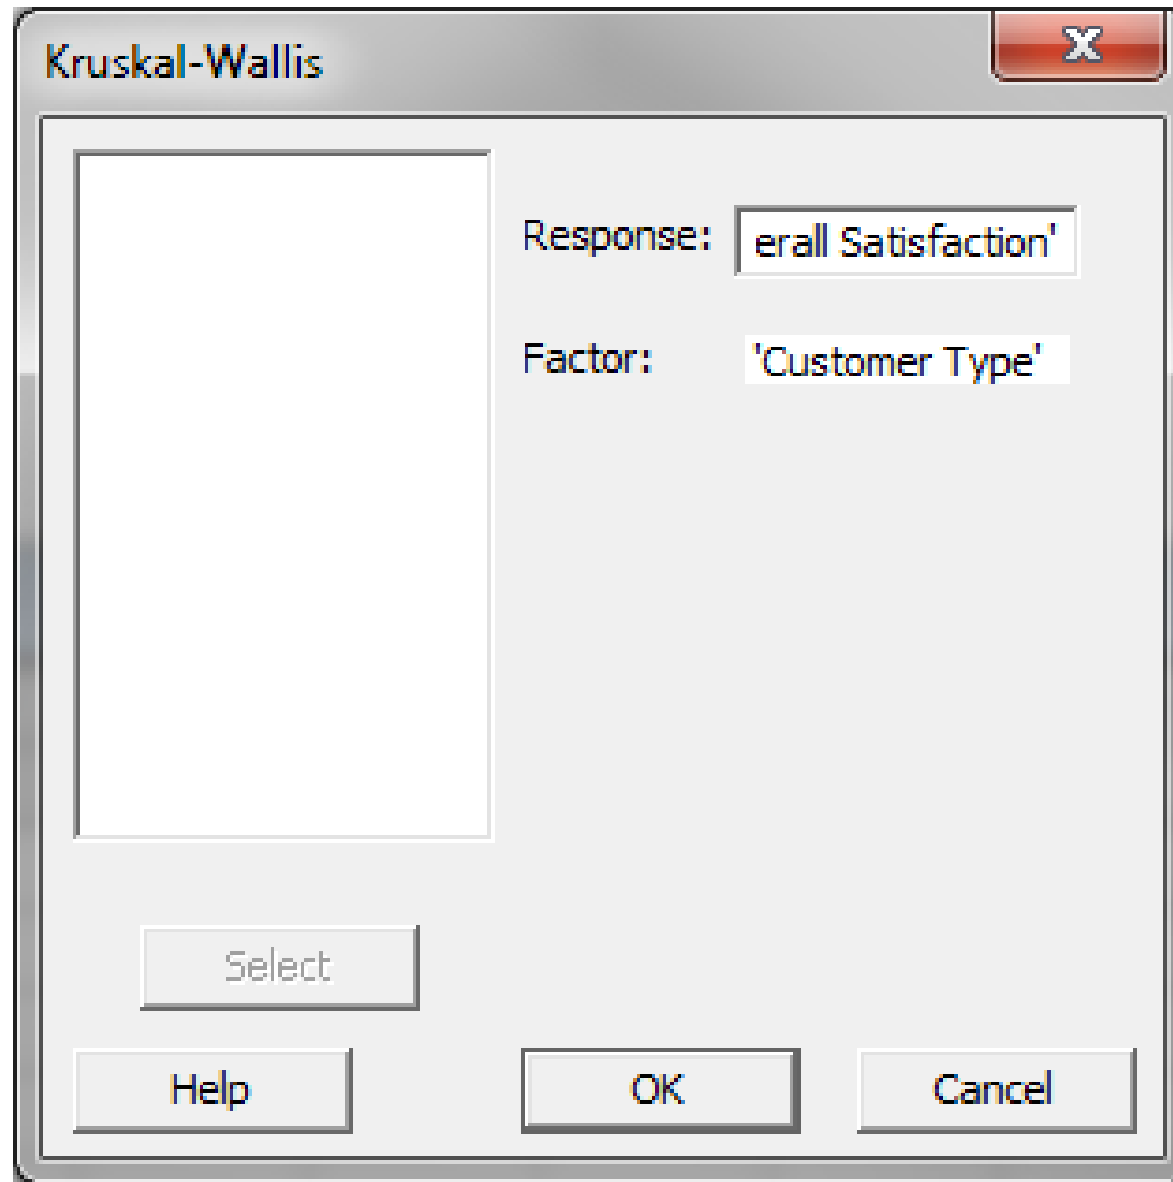 Kruskal-Wallis
Response: erall Satisfaction'
Factor: 'Customer Type'
Select
Help OK Cancel